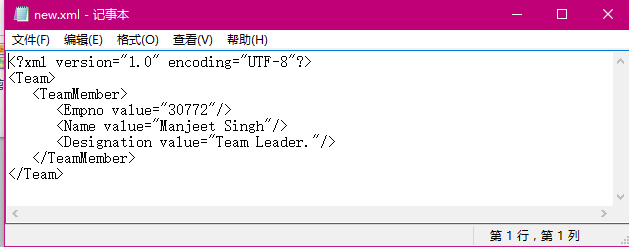 new.xml - 记事本
文件(F) 编辑(E) 格式(O) 查看(V) 帮助(H)
<?xml version="1.0" encoding="UTF-8"?>
<Team>
   <TeamMember>
      <Empno value="30772"/>
      <Name value="Manjeet Singh"/>
      <Designation value="Team Leader."/>
   </TeamMember>
</Team>
第 1 行，第 1 列